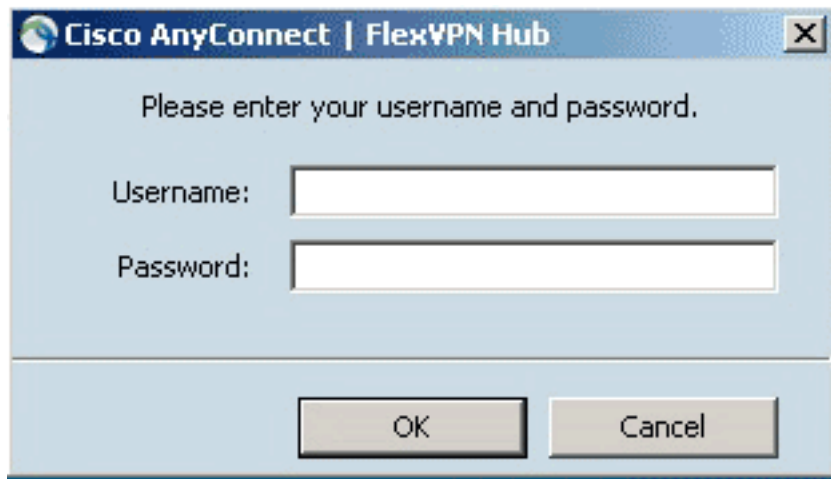 Cisco AnyConnect | FlexVPN Hub
Please enter your username and password.
Username:
Password:
OK
Cancel